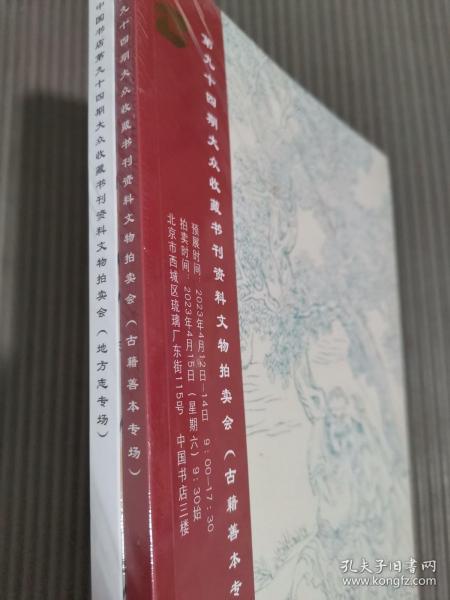 中国书店第九十四期大众收藏书刊资料文物拍卖会（地方志专场）
九十四期大众收藏书刊资料文物拍卖会（古籍善本专场）
第九十四期大众收藏书刊资料文物拍卖会（古籍善本专
预展时间：2023年4月12日—14日 9:00—17:30
拍卖时间：2023年4月15日（星期六）9:30始
北京市西城区琉璃厂东街115号 中国书店三楼
孔夫子旧书网
www.kongfz.com